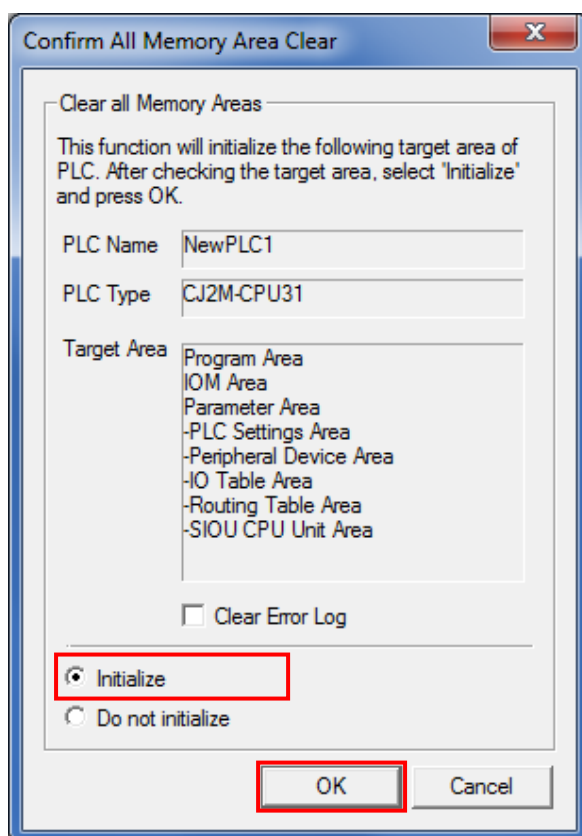 Confirm All Memory Area Clear
Clear all Memory Areas
This function will initialize the following target area of
PLC. After checking the target area, select 'Initialize'
and press OK.
PLC Name NewPLC1
PLC Type CJ2M-CPU31
Target Area Program Area
IOM Area
Parameter Area
-PLC Settings Area
-Peripheral Device Area
-IO Table Area
-Routing Table Area
-SIOU CPU Unit Area
Clear Error Log
Initialize
Do not initialize
OK Cancel